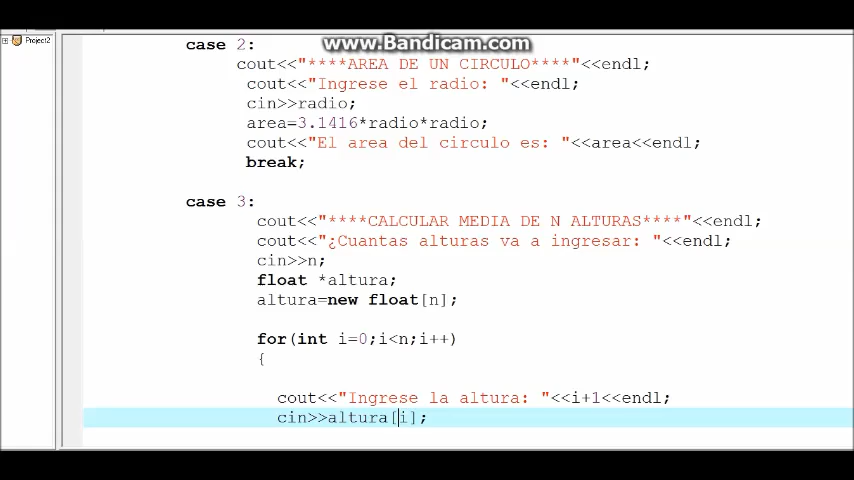 www.Bandicam.com
Project2
case 2:
cout<<"****AREA DE UN CIRCULO****"<<endl;
cout<<"Ingrese el radio: "<<endl;
cin>>radio;
area=3.1416*radio*radio;
cout<<"El area del circulo es: "<<area<<endl;
break;
case 3:
cout<<"****CALCULAR MEDIA DE N ALTURAS****"<<endl;
cout<<"¿Cuantas alturas va a ingresar: "<<endl;
cin>>n;
float *altura;
altura=new float[n];
for(int i=0;i<n;i++)
{
cout<<"Ingrese la altura: "<<i+1<<endl;
cin>>altura[i];